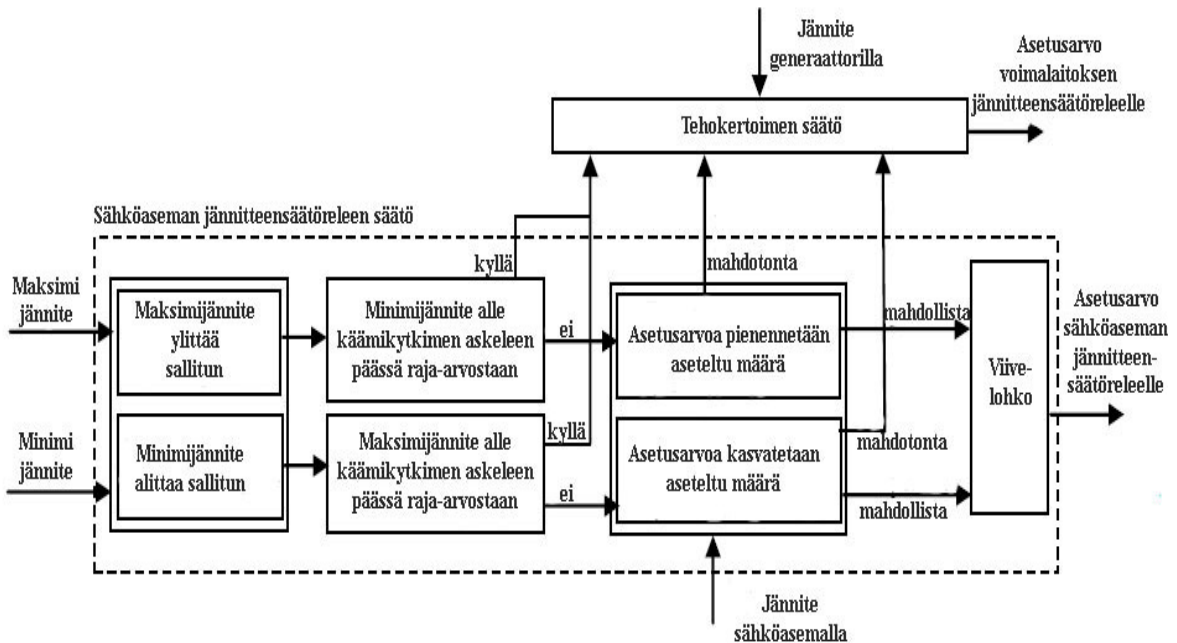 Jännite
generaattorilla
Asetusarvo
voimalaitoksen
jännitteensäätöreleelle
Tehokertoimen säätö
Sähköaseman jännitteensäätöreleen säätö
kyllä
mahdotonta
Maksimi
jännite
Maksimijännite
ylittää
sallitun
Minimijännite alle
käämikytkimen askeleen
päässä raja-arvostaan
ei
Asetusarvoa pienennetään
aseteltu määrä
mahdollista
Viive-
lohko
Asetusarvo
sähköaseman
jännitteen-
säätöreleelle
Minimi
jännite
Minimijännite
alittaa sallitun
Maksimijännite alle
käämikytkimen askeleen
päässä raja-arvostaan
kyllä
ei
Asetusarvoa kasvatetaan
aseteltu määrä
mahdotonta
mahdollista
Jännite
sähköasemalla